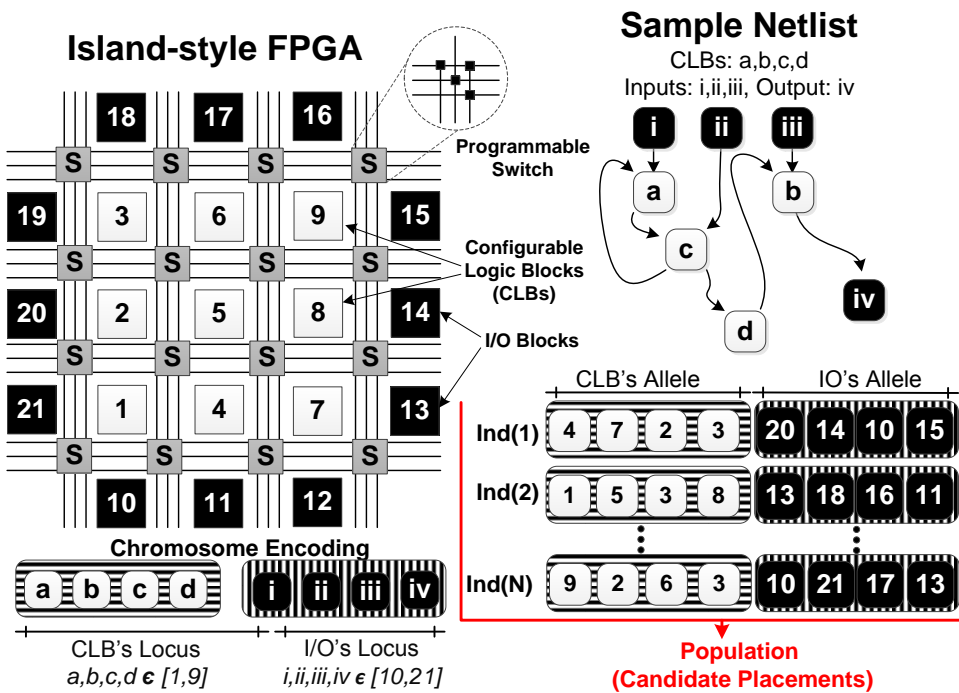 Island-style FPGA
Sample Netlist
CLBs: a,b,c,d
Inputs: i,ii,iii, Output: iv
18 17 16
i ii iii
Programmable
Switch
S S S S
a b
19 3 6 9 15
c
Configurable
Logic Blocks
(CLBs)
S S S S
iv
20 2 5 8 14
d
I/O Blocks
S S S S
CLB's Allele IO's Allele
21 1 4 7 13
Ind(1) 4 7 2 3 20 14 10 15
S S S S
Ind(2) 1 5 3 8 13 18 16 11
10 11 12
Chromosome Encoding
Ind(N) 9 2 6 3 10 21 17 13
a b c d i ii iii iv
CLB's Locus I/O's Locus
a,b,c,d ϵ [1,9] i,ii,iii,iv ϵ [10,21]
Population
(Candidate Placements)